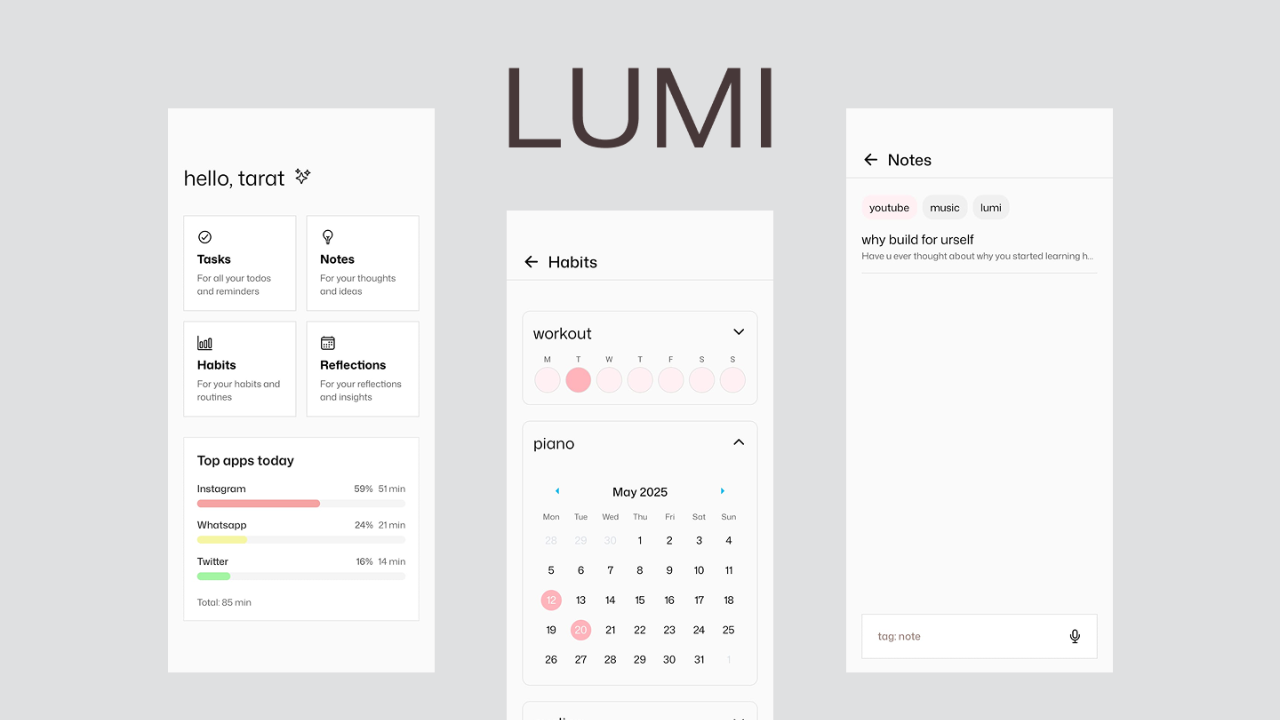 LUMI
hello, tarat
Tasks
For all your todos
and reminders
Notes
For your thoughts
and ideas
Habits
For your habits and
routines
Reflections
For your reflections
and insights
Top apps today
Instagram 59% 51 min
Whatsapp 24% 21 min
Twitter 16% 14 min
Total: 85 min
Habits
workout
M T W T F S S
piano
May 2025
Mon Tue Wed Thu Fri Sat Sun
28 29 30 1 2 3 4
5 6 7 8 9 10 11
12 13 14 15 16 17 18
19 20 21 22 23 24 25
26 27 28 29 30 31 1
Notes
youtube music lumi
why build for urself
Have u ever thought about why you started learning h...
tag: note